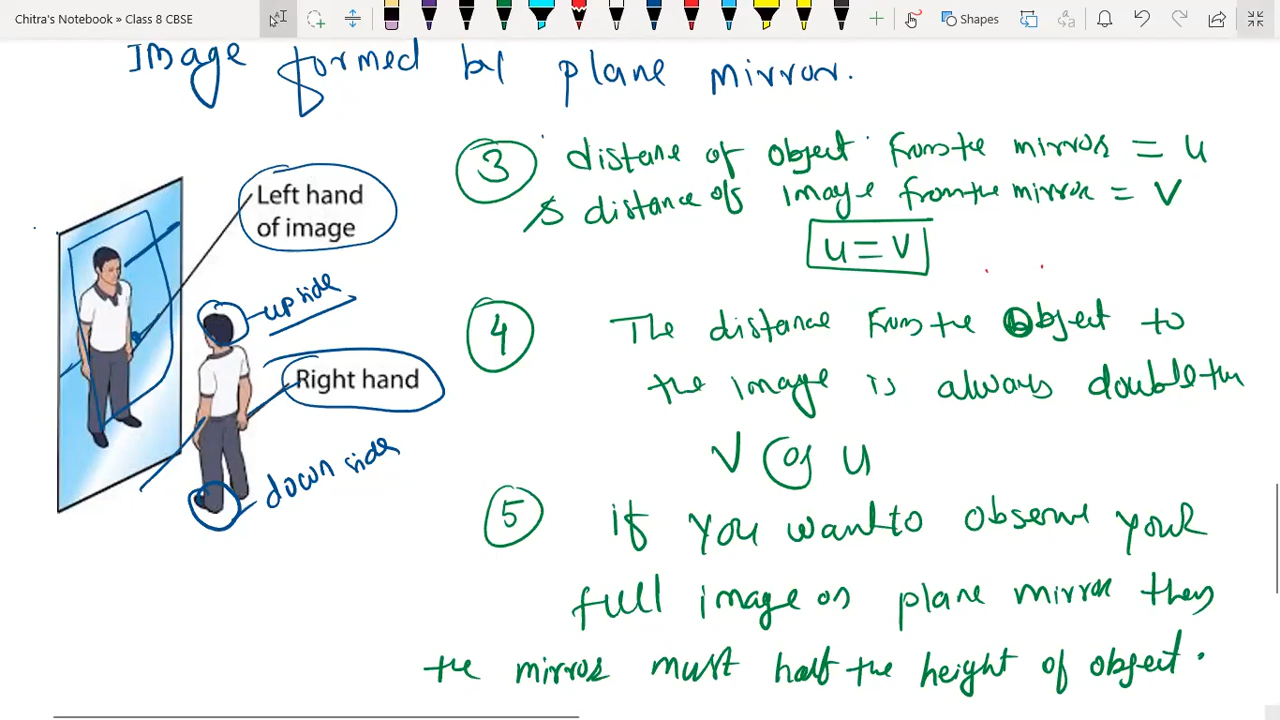 Chitra's Notebook » Class 8 CBSE
Shapes
Image formed by plane mirror.
Left hand
of image
up side
Right hand
down side
3 distane of object from the mirror = u
& distance of image from the mirror = v
u = v
4 The distance from the object to
the image is always double the
v or u
5 if you want to observe your
full image on plane mirror then
the mirror must half the height of object.